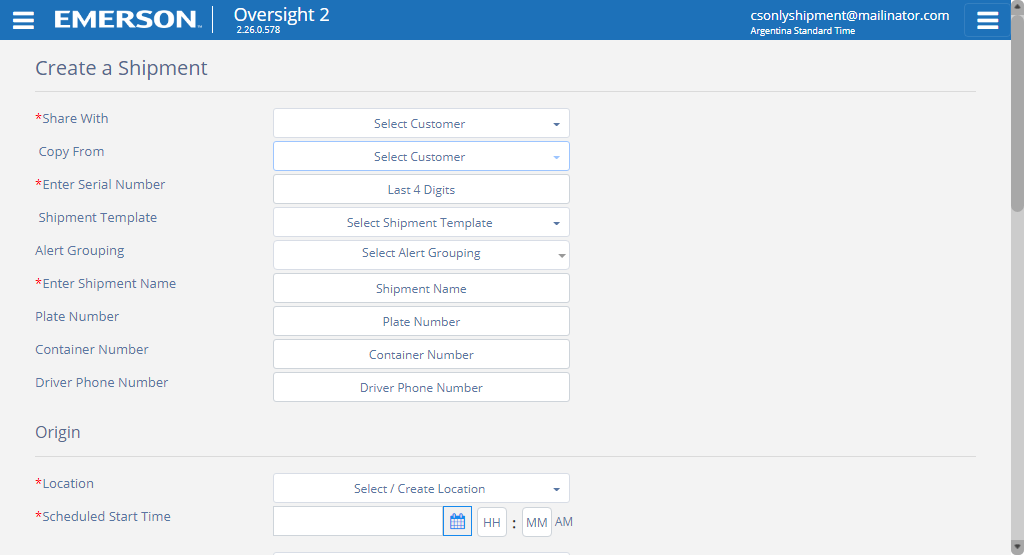 EMERSON
Oversight 2
2.26.0.578
csonlyshipment@mailinator.com
Argentina Standard Time
Create a Shipment
*Share With
Select Customer
Copy From
Select Customer
*Enter Serial Number
Last 4 Digits
Shipment Template
Select Shipment Template
Alert Grouping
Select Alert Grouping
*Enter Shipment Name
Shipment Name
Plate Number
Plate Number
Container Number
Container Number
Driver Phone Number
Driver Phone Number
Origin
*Location
Select / Create Location
*Scheduled Start Time
HH : MM AM